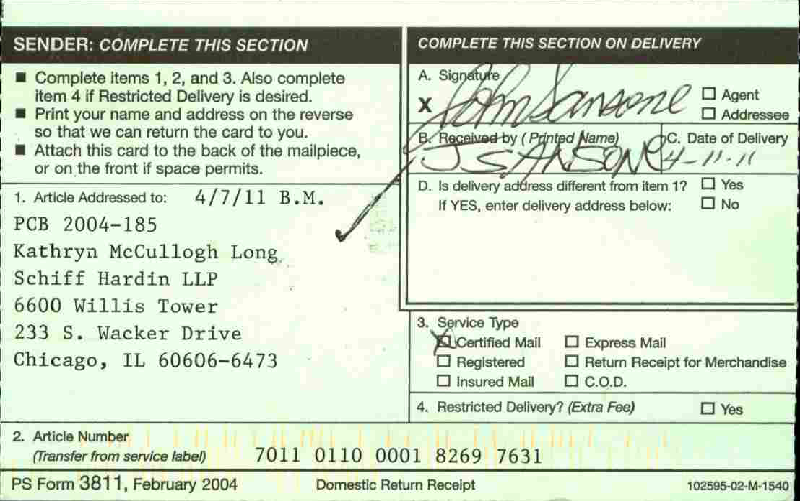 SENDER: COMPLETE THIS SECTION
■ Complete items 1, 2, and 3. Also complete
item 4 if Restricted Delivery is desired.
■ Print your name and address on the reverse
so that we can return the card to you.
■ Attach this card to the back of the mailpiece,
or on the front if space permits.
1. Article Addressed to: 4/7/11 B.M.
PCB 2004-185
Kathryn McCullogh Long
Schiff Hardin LLP
6600 Willis Tower
233 S. Wacker Drive
Chicago, IL 60606-6473
COMPLETE THIS SECTION ON DELIVERY
A. Signature
X John Sansone
☐ Agent
☐ Addressee
B. Received by (Printed Name)
J SANSONE
C. Date of Delivery
4-11-11
D. Is delivery address different from item 1? ☐ Yes
If YES, enter delivery address below: ☐ No
3. Service Type
☒ Certified Mail ☐ Express Mail
☐ Registered ☐ Return Receipt for Merchandise
☐ Insured Mail ☐ C.O.D.
4. Restricted Delivery? (Extra Fee) ☐ Yes
2. Article Number
(Transfer from service label) 7011 0110 0001 8269 7631
PS Form 3811, February 2004 Domestic Return Receipt 102595-02-M-1540